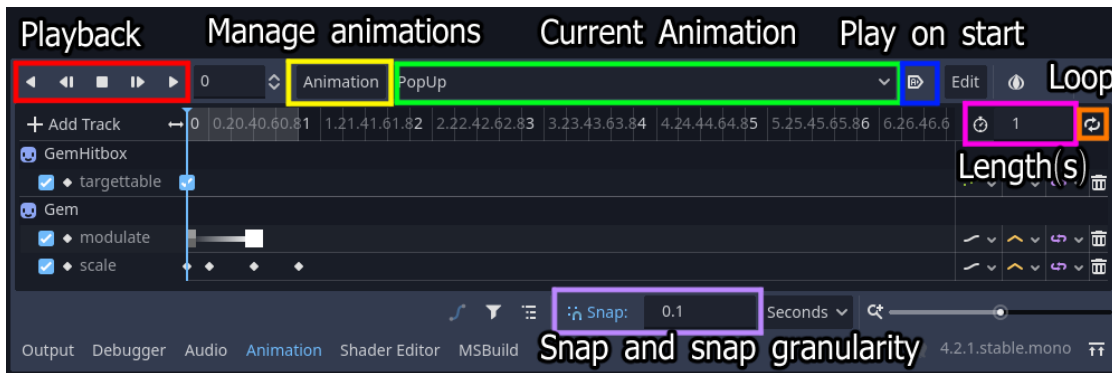 Playback Manage animations Current Animation Play on start
0 Animation PopUp Edit Loop
+ Add Track 0 0.20.40.60.81 1.21.41.61.82 2.22.42.62.83 3.23.43.63.84 4.24.44.64.85 5.25.45.65.86 6.26.46.6 1
GemHitbox
Length(s)
targettable
Gem
modulate
scale
Snap: 0.1 Seconds
Output Debugger Audio Animation Shader Editor MSBuild Snap and snap granularity 4.2.1.stable.mono